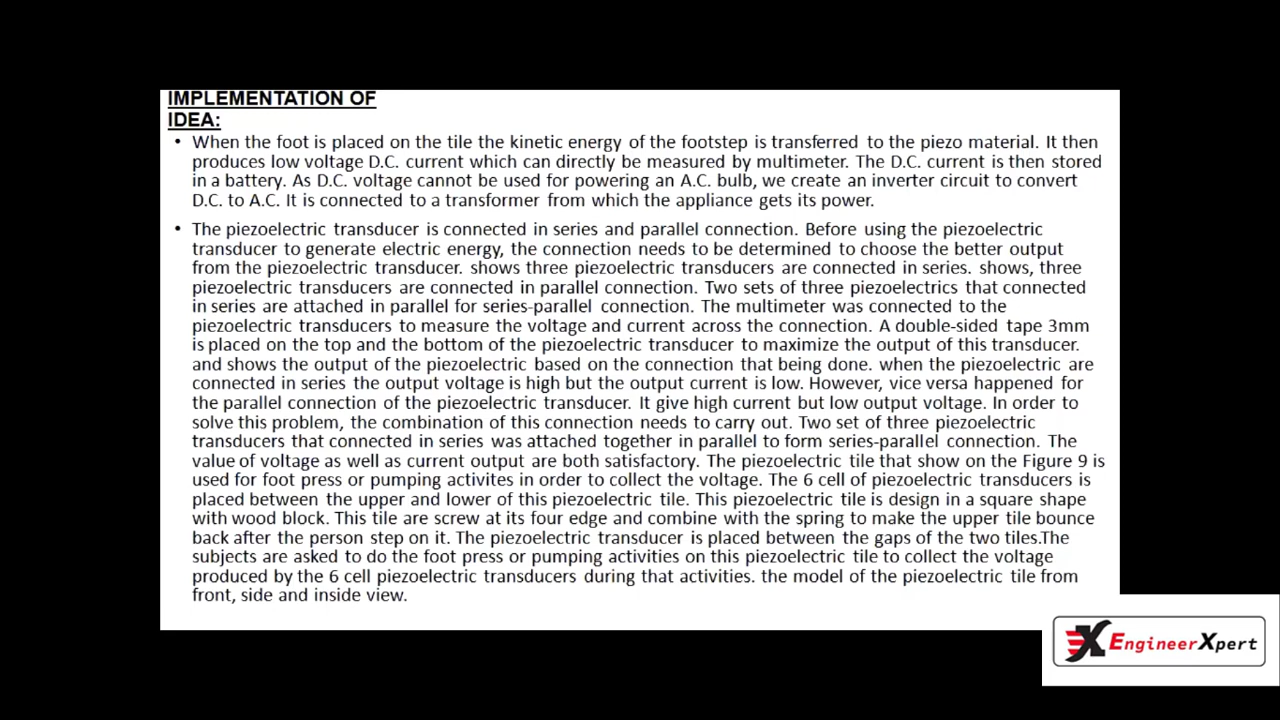 IMPLEMENTATION OF
IDEA:
• When the foot is placed on the tile the kinetic energy of the footstep is transferred to the piezo material. It then
produces low voltage D.C. current which can directly be measured by multimeter. The D.C. current is then stored
in a battery. As D.C. voltage cannot be used for powering an A.C. bulb, we create an inverter circuit to convert
D.C. to A.C. It is connected to a transformer from which the appliance gets its power.
• The piezoelectric transducer is connected in series and parallel connection. Before using the piezoelectric
transducer to generate electric energy, the connection needs to be determined to choose the better output
from the piezoelectric transducer. shows three piezoelectric transducers are connected in series. shows, three
piezoelectric transducers are connected in parallel connection. Two sets of three piezoelectrics that connected
in series are attached in parallel for series-parallel connection. The multimeter was connected to the
piezoelectric transducers to measure the voltage and current across the connection. A double-sided tape 3mm
is placed on the top and the bottom of the piezoelectric transducer to maximize the output of this transducer.
and shows the output of the piezoelectric based on the connection that being done. when the piezoelectric are
connected in series the output voltage is high but the output current is low. However, vice versa happened for
the parallel connection of the piezoelectric transducer. It give high current but low output voltage. In order to
solve this problem, the combination of this connection needs to carry out. Two set of three piezoelectric
transducers that connected in series was attached together in parallel to form series-parallel connection. The
value of voltage as well as current output are both satisfactory. The piezoelectric tile that show on the Figure 9 is
used for foot press or pumping activites in order to collect the voltage. The 6 cell of piezoelectric transducers is
placed between the upper and lower of this piezoelectric tile. This piezoelectric tile is design in a square shape
with wood block. This tile are screw at its four edge and combine with the spring to make the upper tile bounce
back after the person step on it. The piezoelectric transducer is placed between the gaps of the two tiles.The
subjects are asked to do the foot press or pumping activities on this piezoelectric tile to collect the voltage
produced by the 6 cell piezoelectric transducers during that activities. the model of the piezoelectric tile from
front, side and inside view.
EngineerXpert